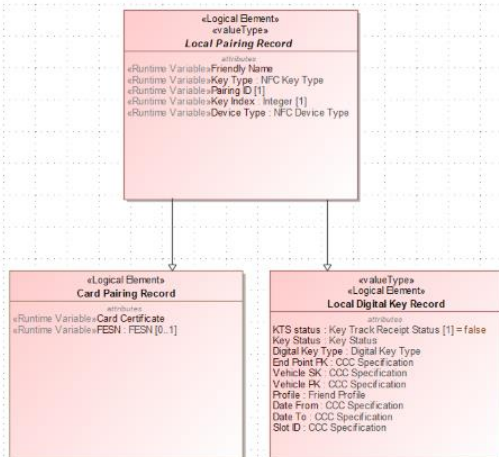 «Logical Element»
«valueType»
Local Pairing Record
attributes
«Runtime Variable»Friendly Name
«Runtime Variable»Key Type : NFC Key Type
«Runtime Variable»Pairing ID [1]
«Runtime Variable»Key Index : Integer [1]
«Runtime Variable»Device Type : NFC Device Type
«Logical Element»
Card Pairing Record
attributes
«Runtime Variable»Card Certificate
«Runtime Variable»FESN : FESN [0..1]
«valueType»
«Logical Element»
Local Digital Key Record
attributes
KTS status : Key Track Receipt Status [1] = false
Key Status : Key Status
Digital Key Type : Digital Key Type
End Point PK : CCC Specification
Vehicle SK : CCC Specification
Vehicle PK : CCC Specification
Profile : Friend Profile
Date From : CCC Specification
Date To : CCC Specification
Slot ID : CCC Specification